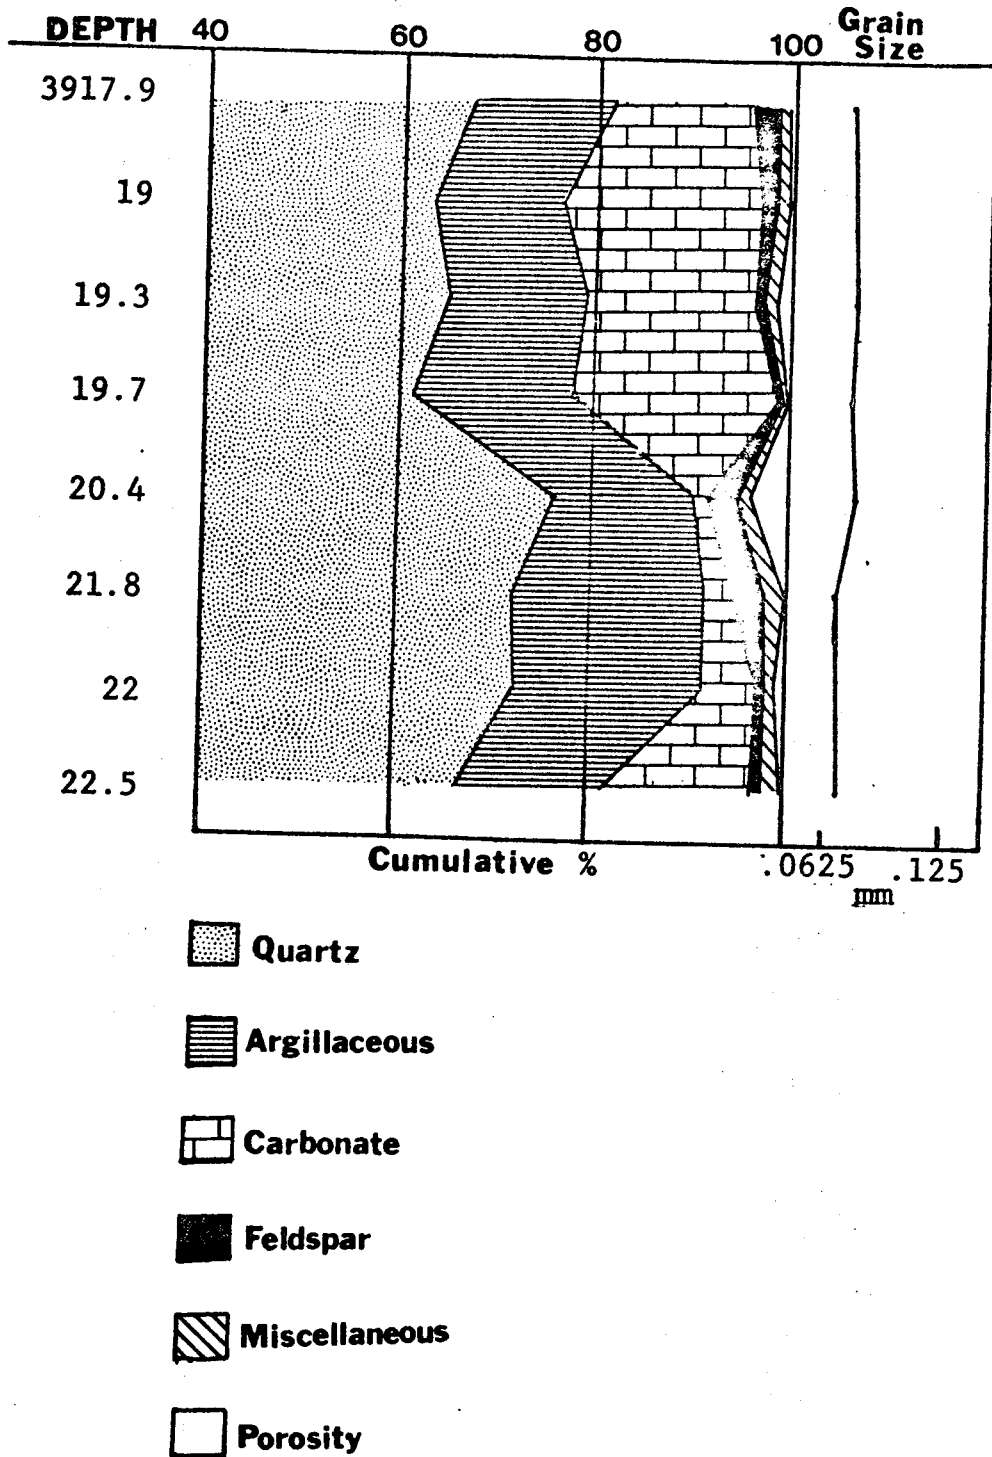 DEPTH 40 60 80 100 Grain Size
3917.9
19
19.3
19.7
20.4
21.8
22
22.5
Cumulative % .0625 .125
mm
Quartz
Argillaceous
Carbonate
Feldspar
Miscellaneous
Porosity